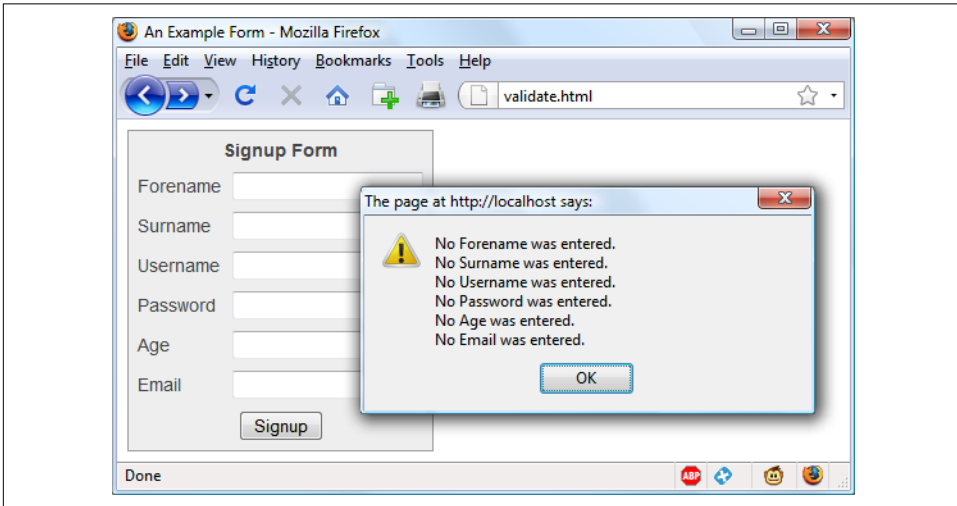 An Example Form - Mozilla Firefox
File Edit View History Bookmarks Tools Help
validate.html
Signup Form
Forename
Surname
Username
Password
Age
Email
Signup
The page at http://localhost says:
No Forename was entered.
No Surname was entered.
No Username was entered.
No Password was entered.
No Age was entered.
No Email was entered.
OK
Done
ABP